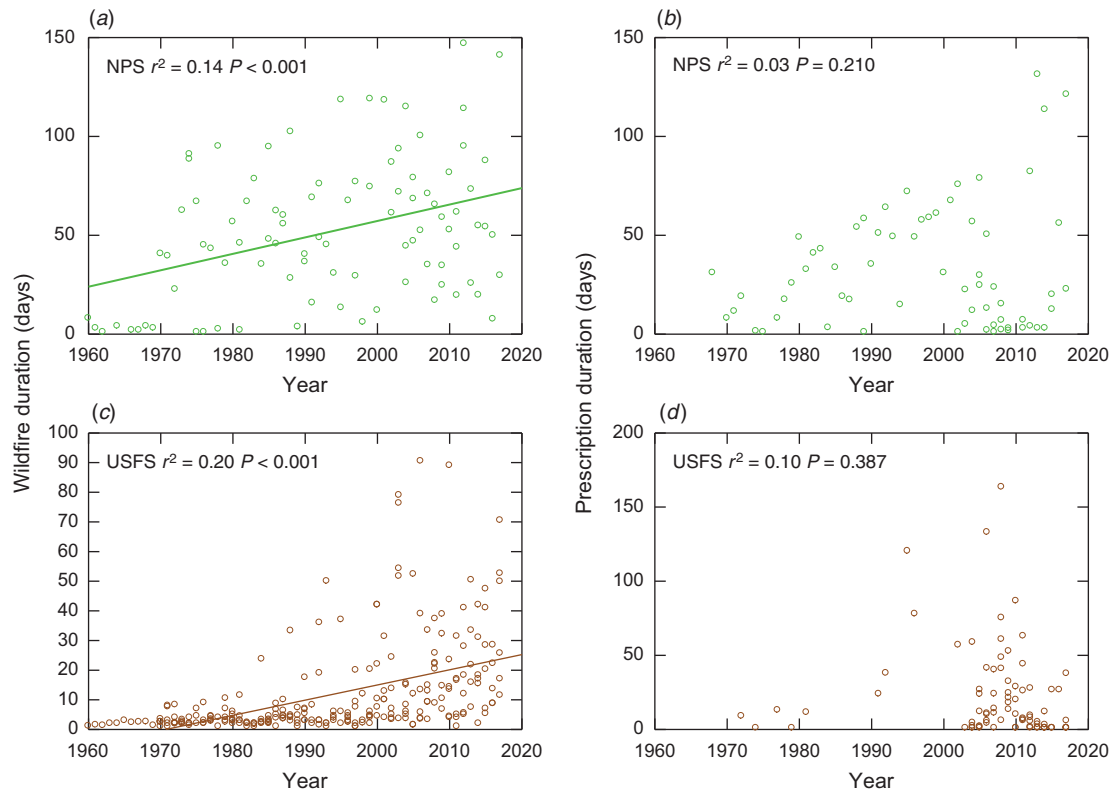 (a)
NPS r² = 0.14 P < 0.001
150
100
50
0
1960 1970 1980 1990 2000 2010 2020
Year
(b)
NPS r² = 0.03 P = 0.210
150
100
50
0
1960 1970 1980 1990 2000 2010 2020
Year
Wildfire duration (days)
Prescription duration (days)
(c)
USFS r² = 0.20 P < 0.001
100
90
80
70
60
50
40
30
20
10
0
1960 1970 1980 1990 2000 2010 2020
Year
(d)
USFS r² = 0.10 P = 0.387
200
150
100
50
0
1960 1970 1980 1990 2000 2010 2020
Year